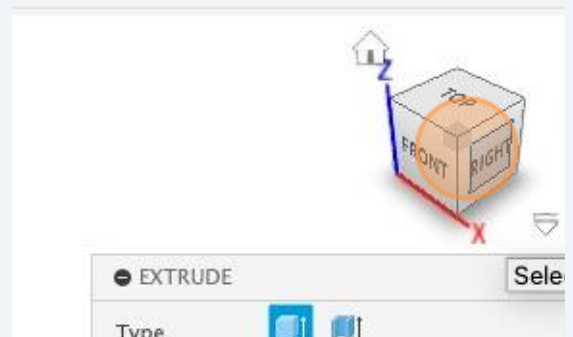 Z
TOP
FRONT
RIGHT
X
EXTRUDE
Sele
Type